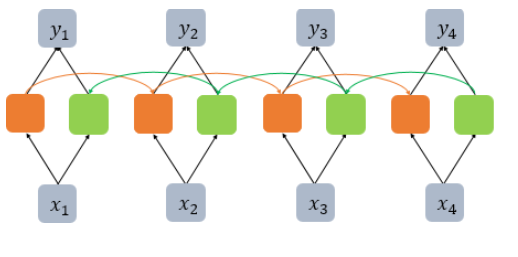 y₁ y₂ y₃ y₄
x₁ x₂ x₃ x₄